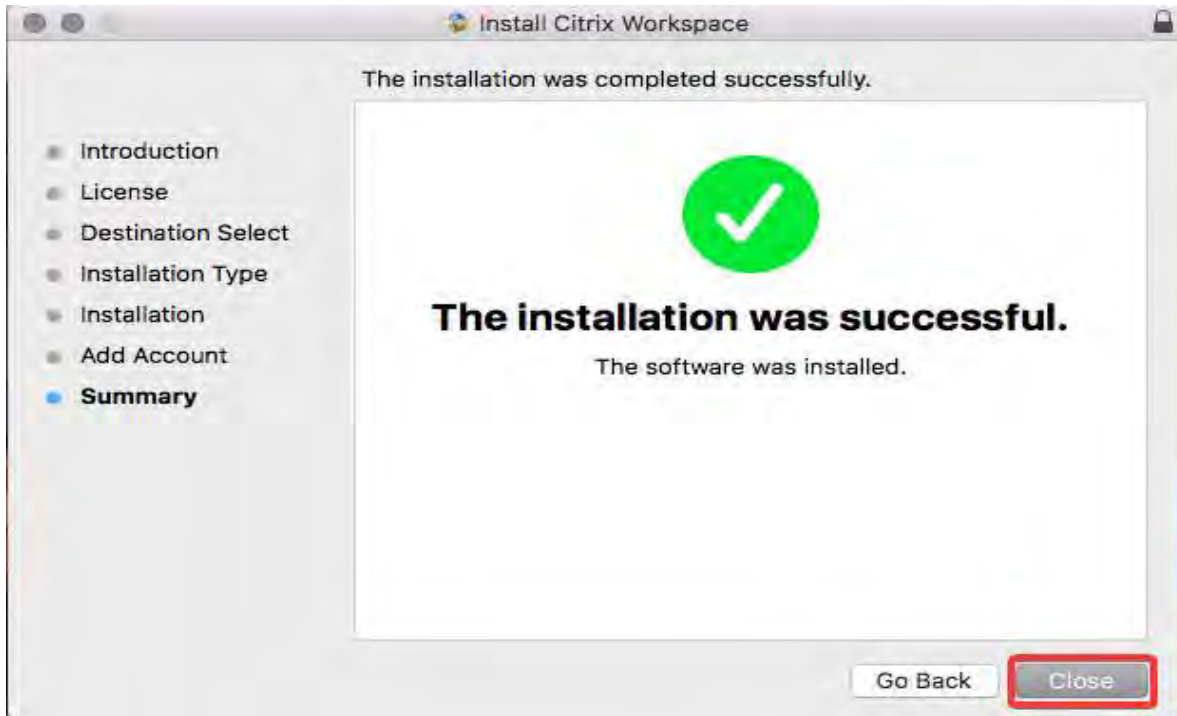 Install Citrix Workspace
The installation was completed successfully.
Introduction
License
Destination Select
Installation Type
Installation
Add Account
Summary
The installation was successful.
The software was installed.
Go Back
Close